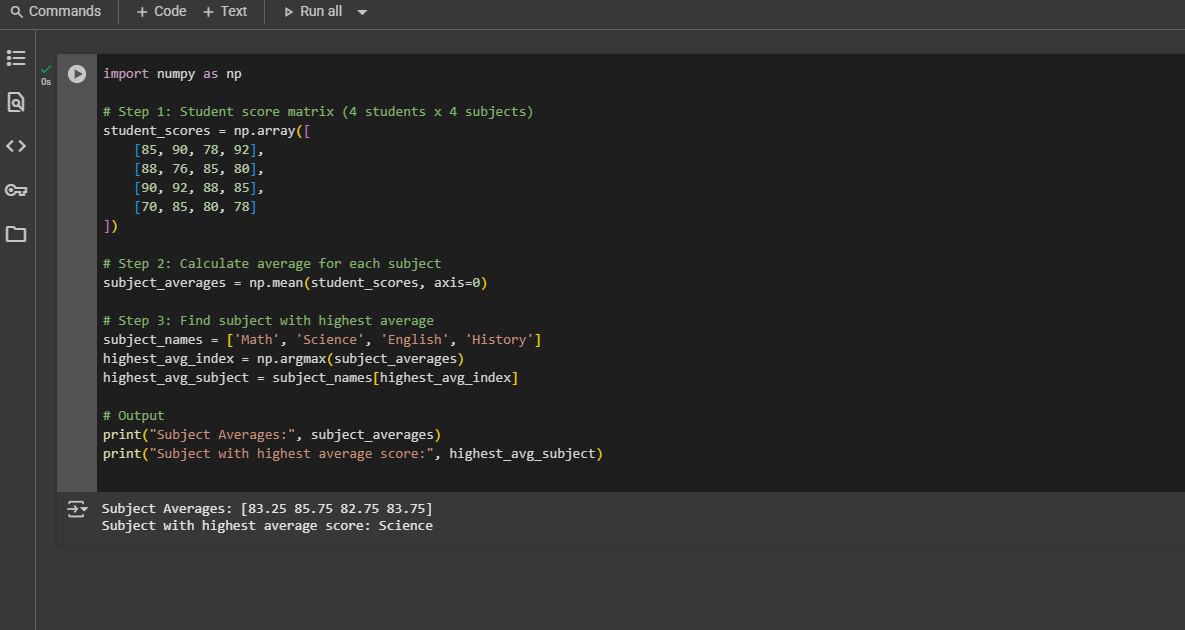 Commands + Code + Text Run all
0s
import numpy as np
# Step 1: Student score matrix (4 students x 4 subjects)
student_scores = np.array([
    [85, 90, 78, 92],
    [88, 76, 85, 80],
    [90, 92, 88, 85],
    [70, 85, 80, 78]
])
# Step 2: Calculate average for each subject
subject_averages = np.mean(student_scores, axis=0)
# Step 3: Find subject with highest average
subject_names = ['Math', 'Science', 'English', 'History']
highest_avg_index = np.argmax(subject_averages)
highest_avg_subject = subject_names[highest_avg_index]
# Output
print("Subject Averages:", subject_averages)
print("Subject with highest average score:", highest_avg_subject)
Subject Averages: [83.25 85.75 82.75 83.75]
Subject with highest average score: Science